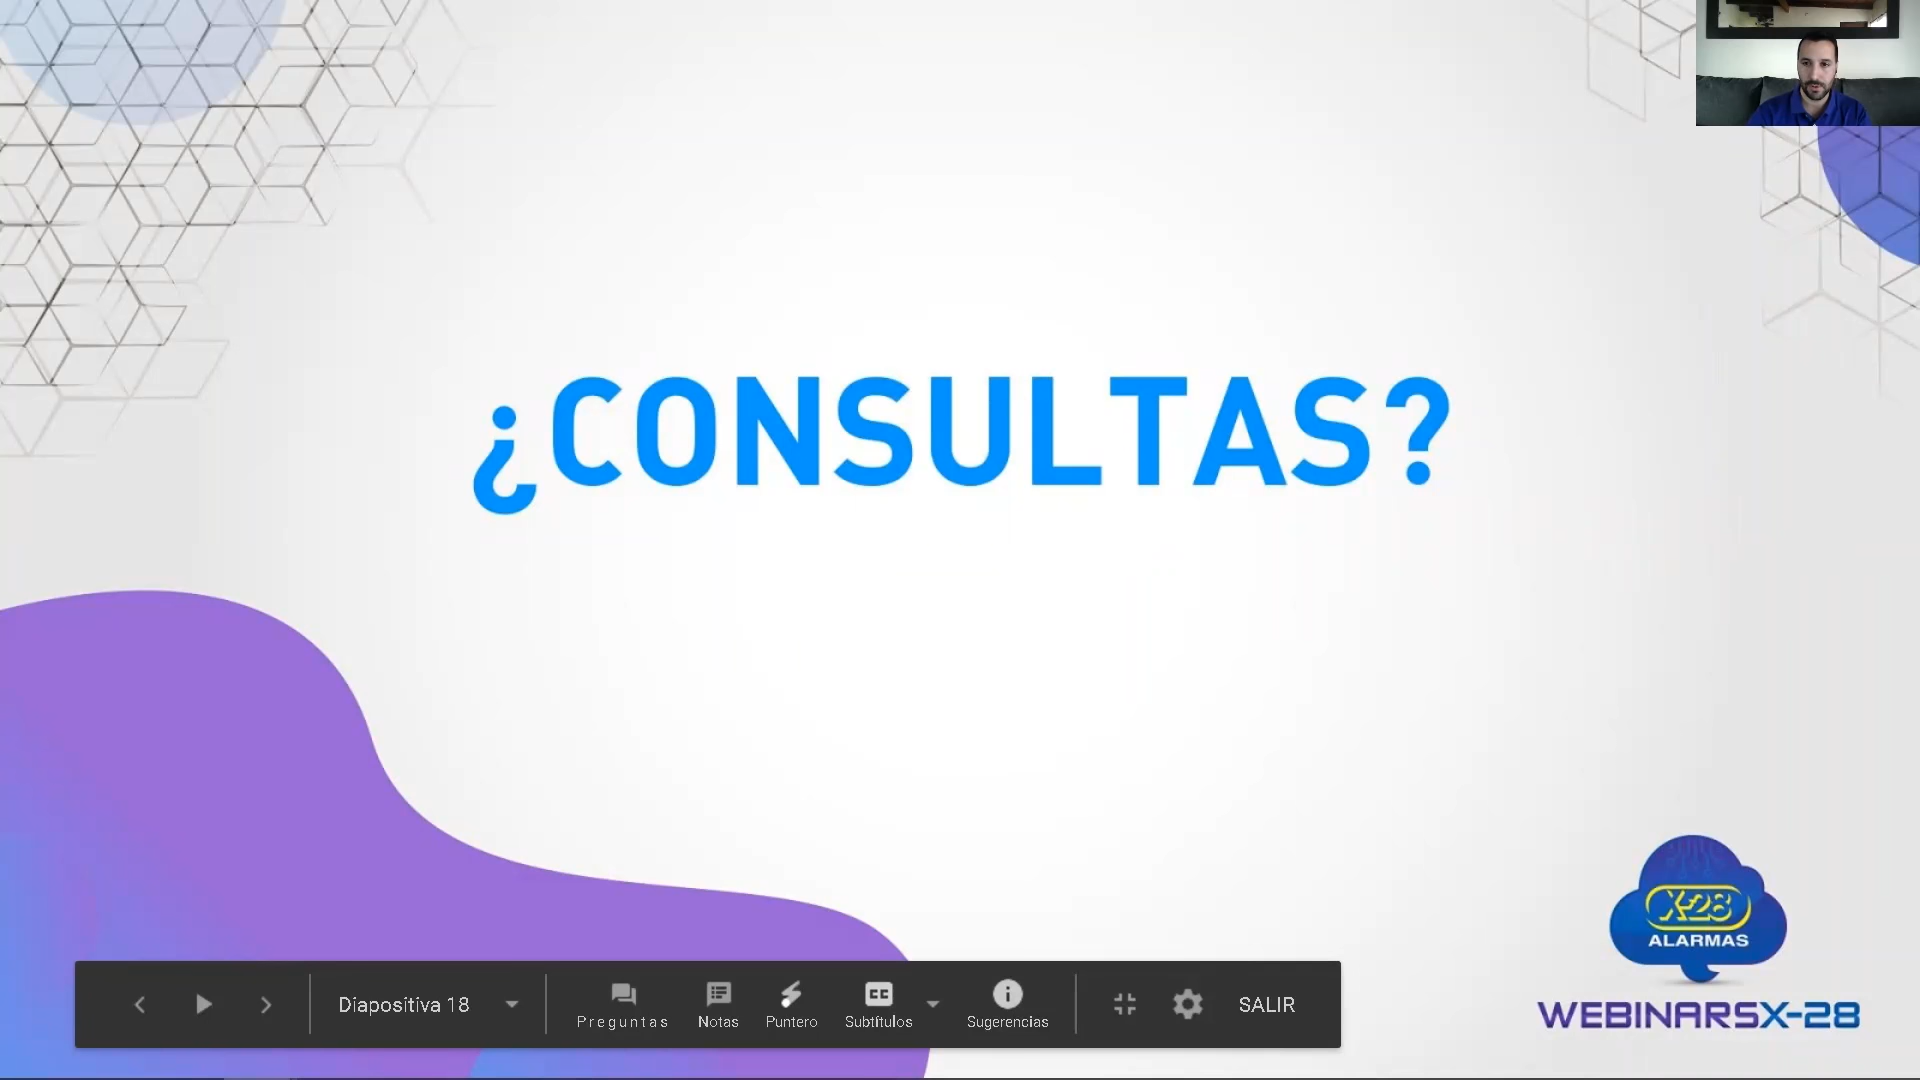 ¿CONSULTAS?
X-28
ALARMAS
WEBINARSX-28
Diapositiva 18
Preguntas
Notas
Puntero
Subtítulos
Sugerencias
SALIR